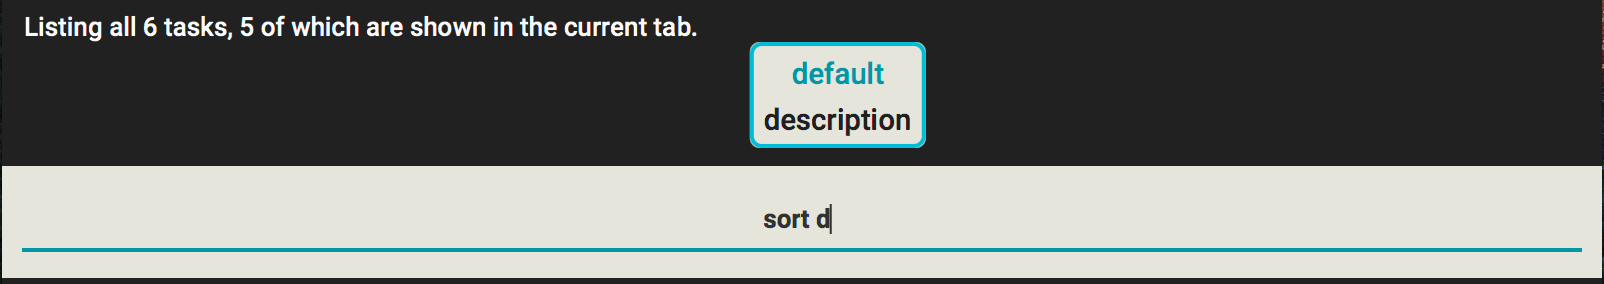 Listing all 6 tasks, 5 of which are shown in the current tab.
default
description
sort d